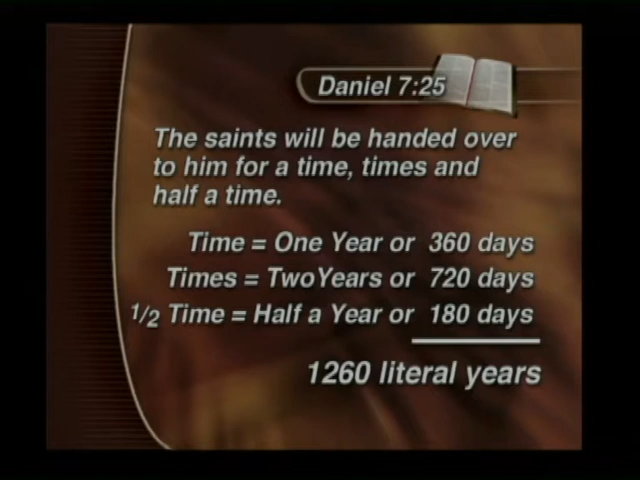 Daniel 7:25
The saints will be handed over
to him for a time, times and
half a time.
Time = One Year or 360 days
Times = TwoYears or 720 days
1/2 Time = Half a Year or 180 days
1260 literal years